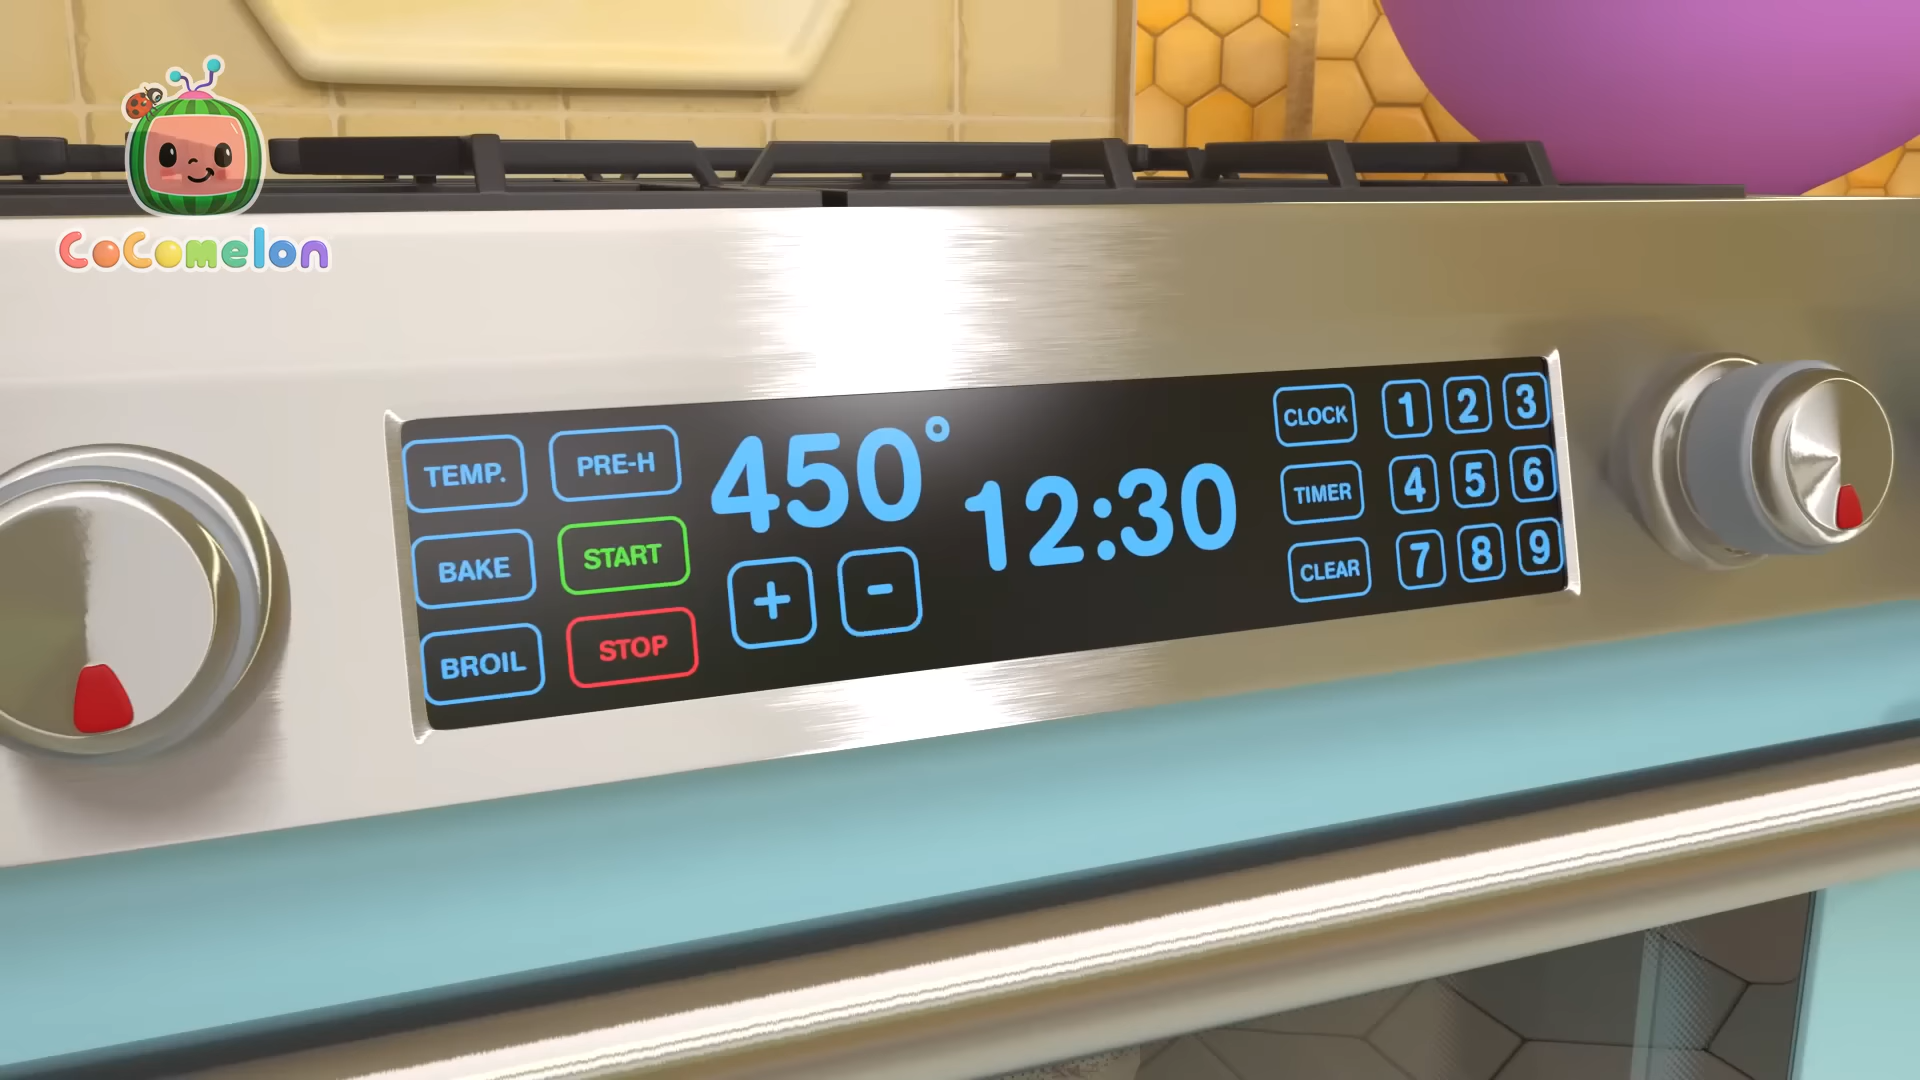 CoComelon
TEMP.
PRE-H
BAKE
START
BROIL
STOP
450°
+ -
12:30
CLOCK
1 2 3
TIMER
4 5 6
CLEAR
7 8 9